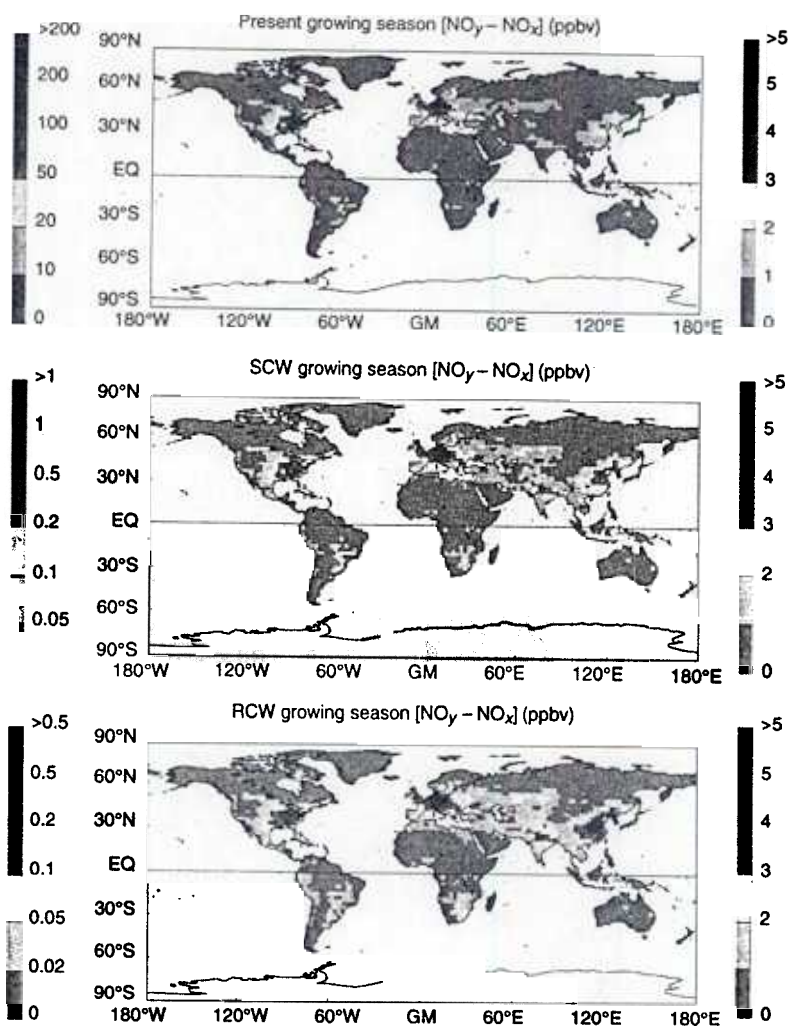 Present growing season [NOy – NOx] (ppbv)
>200
200
100
50
20
10
0
90°N
60°N
30°N
EQ
30°S
60°S
90°S
180°W 120°W 60°W GM 60°E 120°E 180°E
>5
5
4
3
2
1
0
SCW growing season [NOy – NOx] (ppbv)
>1
1
0.5
0.2
0.1
0.05
90°N
60°N
30°N
EQ
30°S
60°S
90°S
180°W 120°W 60°W GM 60°E 120°E 180°E
>5
5
4
3
2
0
RCW growing season [NOy – NOx] (ppbv)
>0.5
0.5
0.2
0.1
0.05
0.02
0
90°N
60°N
30°N
EQ
30°S
60°S
90°S
180°W 120°W 60°W GM 60°E 120°E 180°E
>5
5
4
3
2
0